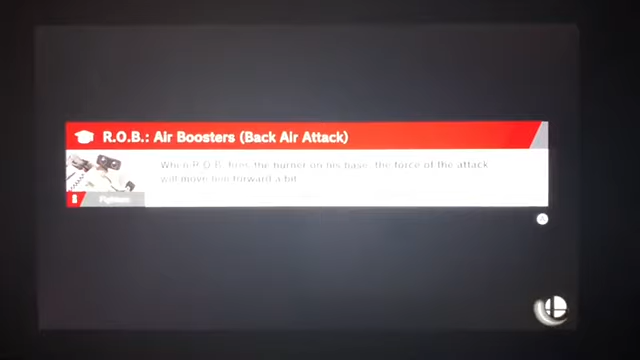 R.O.B.: Air Boosters (Back Air Attack)
When R.O.B. fires the burner on his base, the force of the attack
will move him forward a bit.
8
Fighters
A